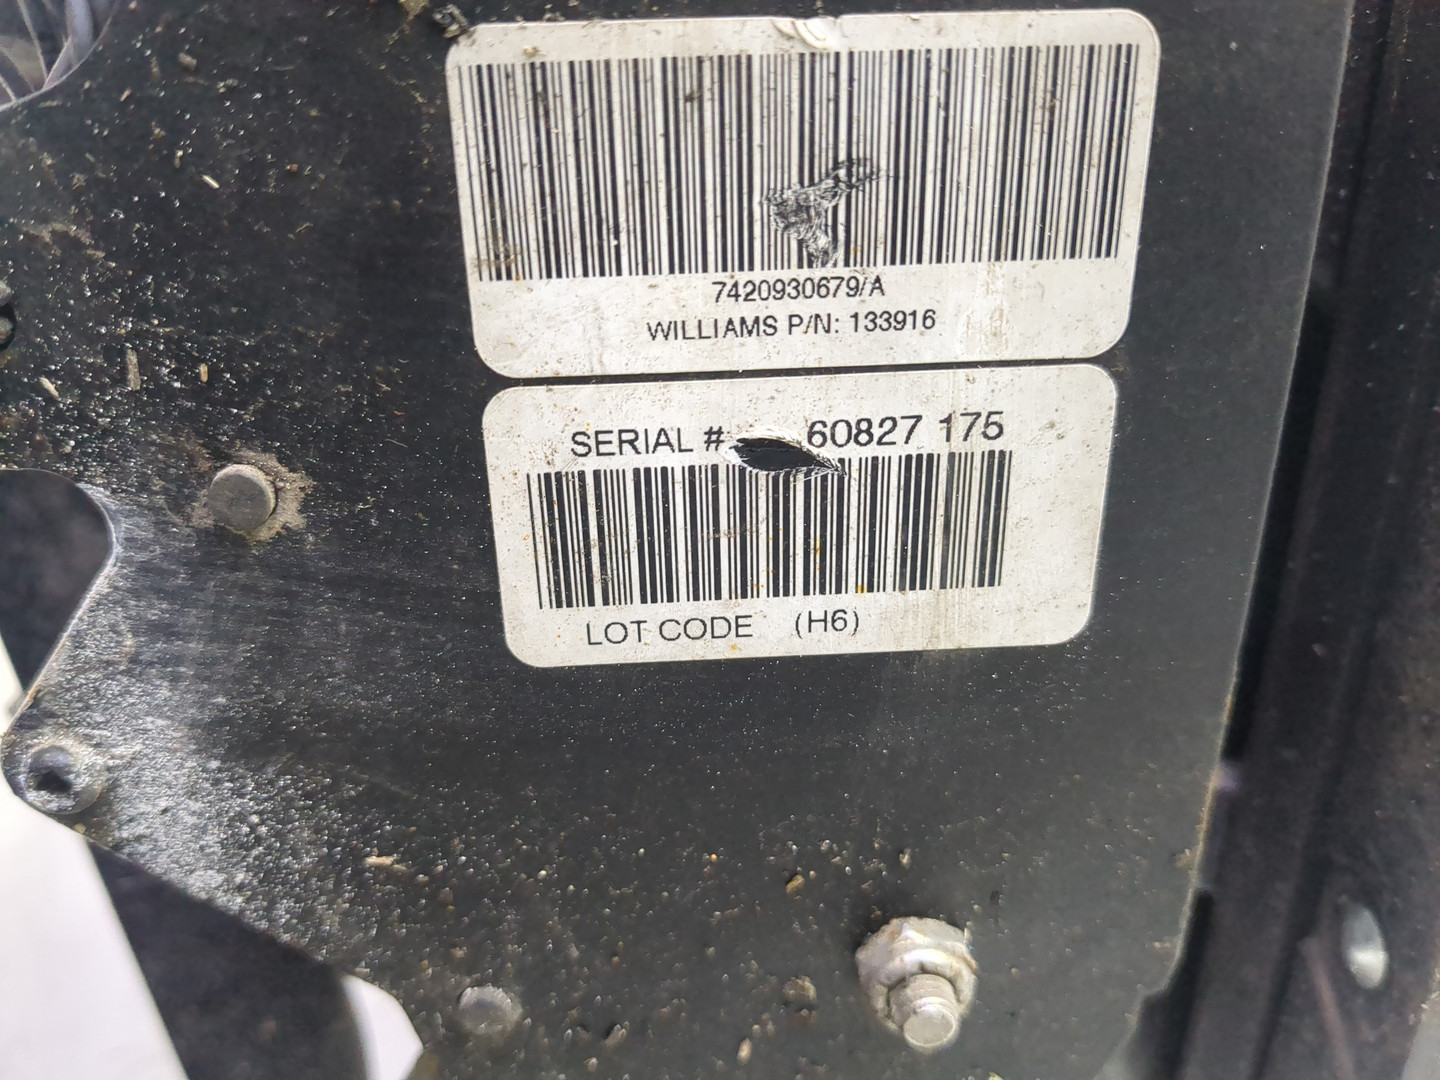 7420930679/A
WILLIAMS P/N: 133916
SERIAL # 60827 175
LOT CODE (H6)